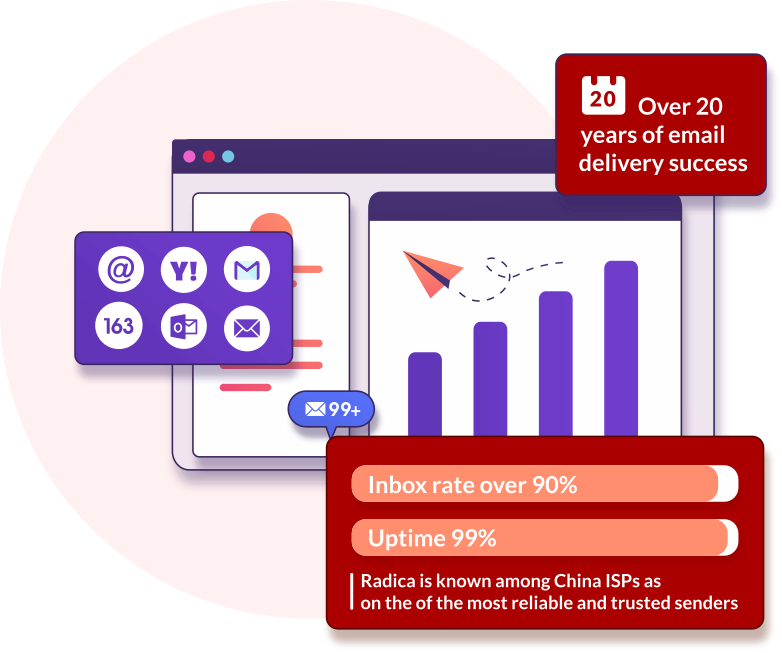 20
Over 20
years of email
delivery success
@
Y!
M
163
O
99+
Inbox rate over 90%
Uptime 99%
Radica is known among China ISPs as
on the of the most reliable and trusted senders